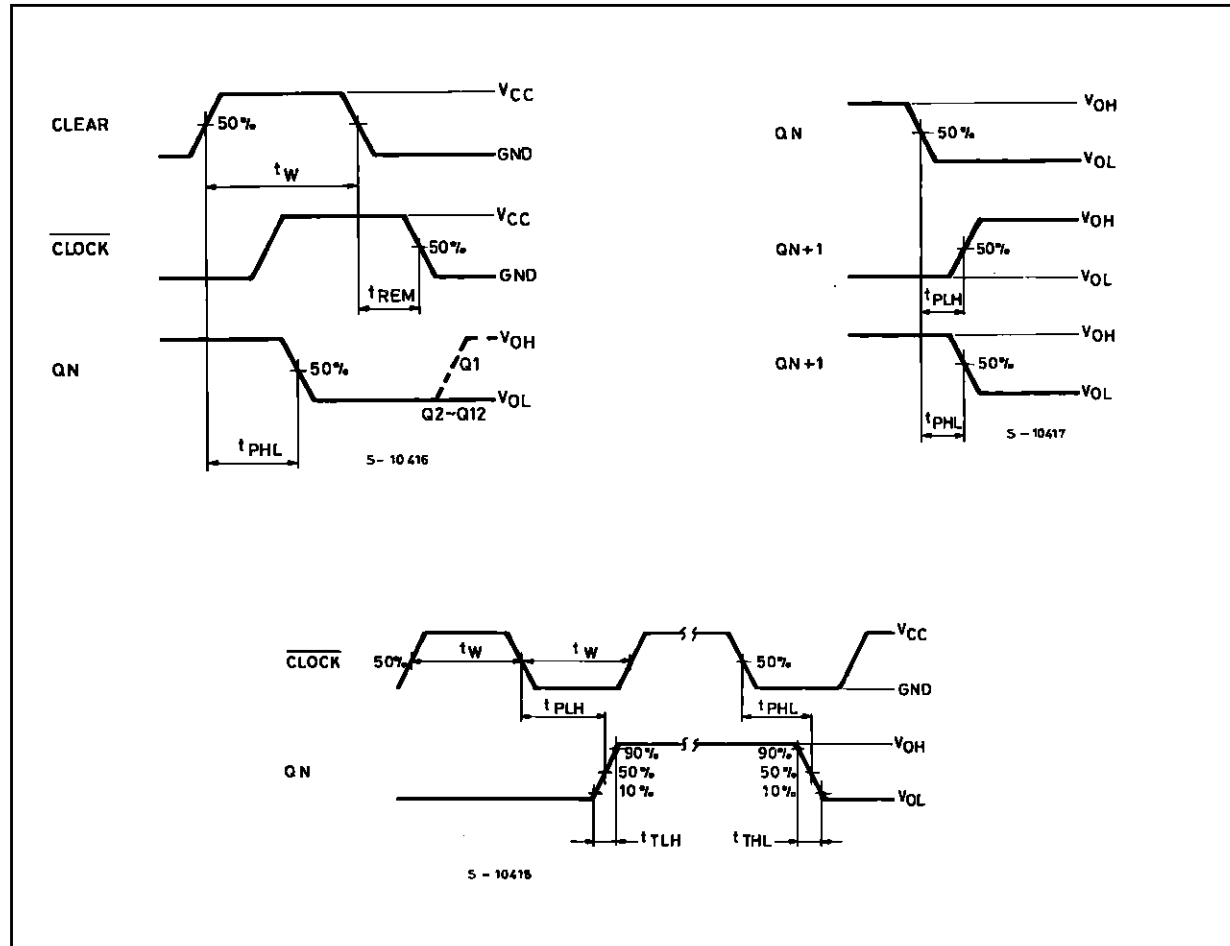 VCC
CLEAR
50%
GND
tW
VCC
CLOCK
50%
GND
tREM
VOH
Q1
QN
50%
VOL
Q2~Q12
tPHL
S-10416
VOH
QN
50%
VOL
VOH
QN+1
50%
VOL
tPLH
VOH
QN+1
50%
VOL
tPHL
S-10417
VCC
CLOCK
50%
tW
tW
50%
GND
tPLH
tPHL
VOH
90%
90%
QN
50%
50%
10%
10%
VOL
tTLH
tTHL
S-10415